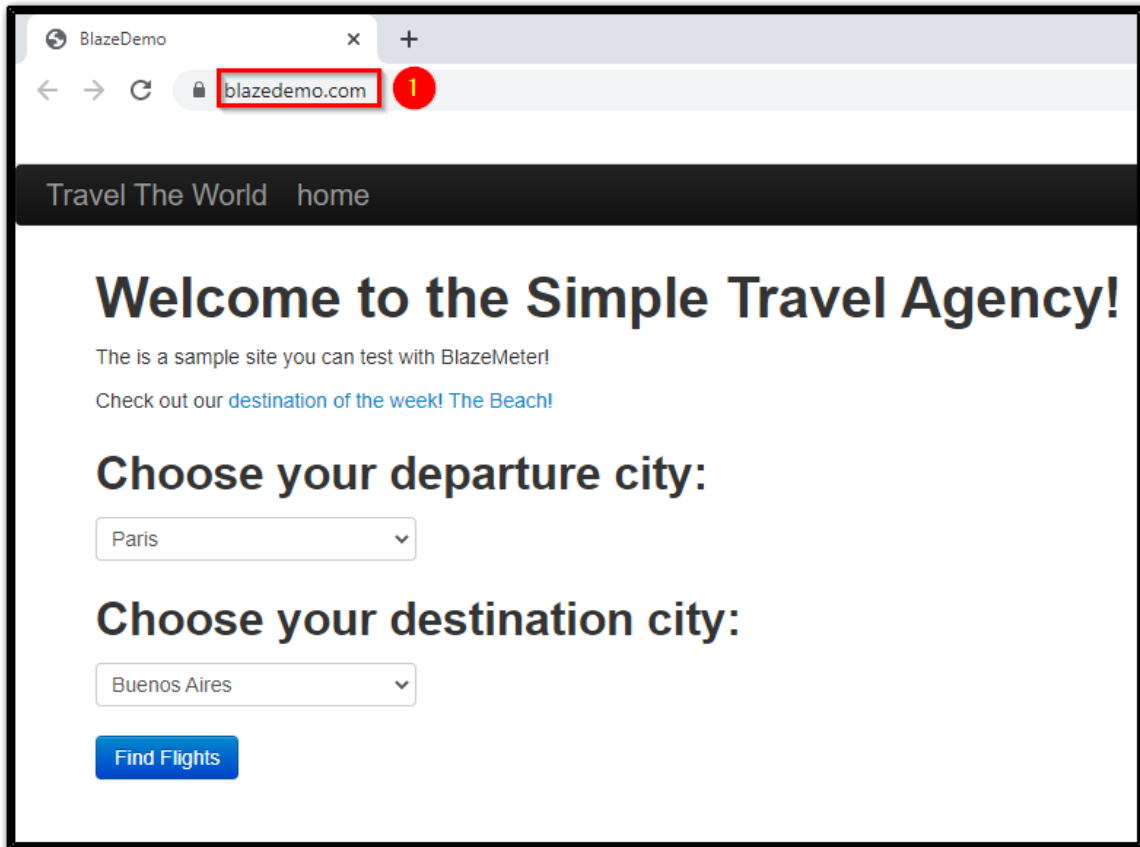 BlazeDemo
blazedemo.com 1
Travel The World home
Welcome to the Simple Travel Agency!
The is a sample site you can test with BlazeMeter!
Check out our destination of the week! The Beach!
Choose your departure city:
Paris
Choose your destination city:
Buenos Aires
Find Flights